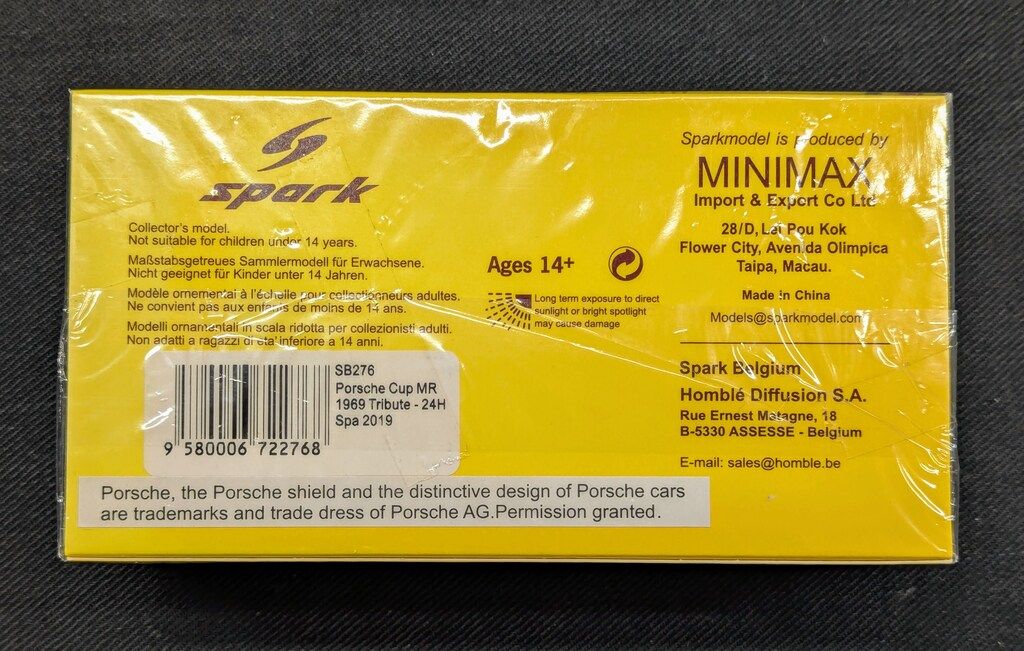 spark
Collector's model.
Not suitable for children under 14 years.
Maßstabsgetreues Sammlermodell für Erwachsene.
Nicht geeignet für Kinder unter 14 Jahren.
Modèle ornemental à l'échelle pour collectionneurs adultes.
Ne convient pas aux enfants de moins de 14 ans.
Modelli ornamentali in scala ridotta per collezionisti adulti.
Non adatti a ragazzi di eta' inferiore a 14 anni.
SB276
Porsche Cup MR
1969 Tribute - 24H
Spa 2019
9 580006 722768
Porsche, the Porsche shield and the distinctive design of Porsche cars
are trademarks and trade dress of Porsche AG.Permission granted.
Ages 14+
Long term exposure to direct
sunlight or bright spotlight
may cause damage
Sparkmodel is produced by
MINIMAX
Import & Export Co Ltd
28/D, Lei Pou Kok
Flower City, Avenida Olimpica
Taipa, Macau.
Made in China
Models@sparkmodel.com
Spark Belgium
Homblé Diffusion S.A.
Rue Ernest Matagne, 18
B-5330 ASSESSE - Belgium
E-mail: sales@homble.be